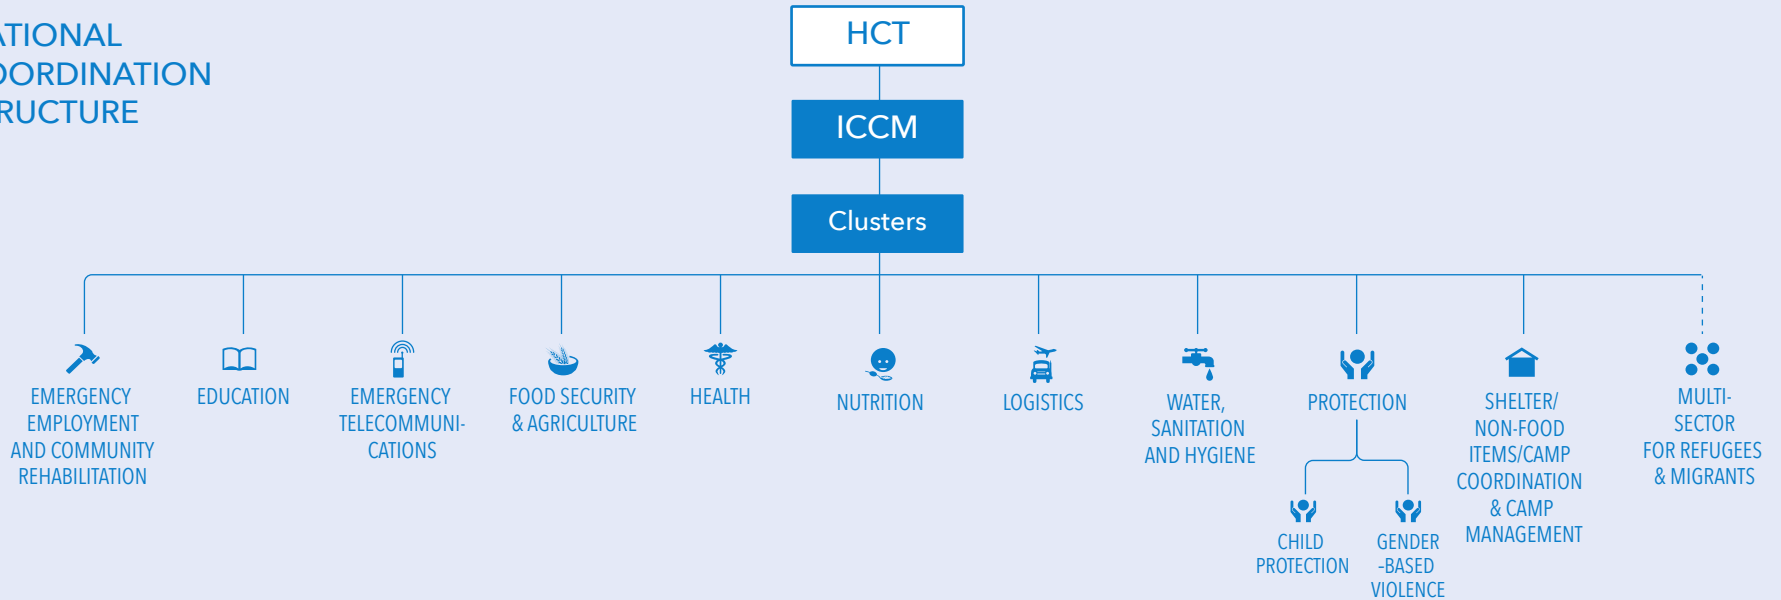 ATIONAL
OORDINATION
RUCTURE
HCT
ICCM
Clusters
EMERGENCY
EMPLOYMENT
AND COMMUNITY
REHABILITATION
EDUCATION
EMERGENCY
TELECOMMUNI-
CATIONS
FOOD SECURITY
& AGRICULTURE
HEALTH
NUTRITION
LOGISTICS
WATER,
SANITATION
AND HYGIENE
PROTECTION
CHILD
PROTECTION
GENDER
-BASED
VIOLENCE
SHELTER/
NON-FOOD
ITEMS/CAMP
COORDINATION
& CAMP
MANAGEMENT
MULTI-
SECTOR
FOR REFUGEES
& MIGRANTS